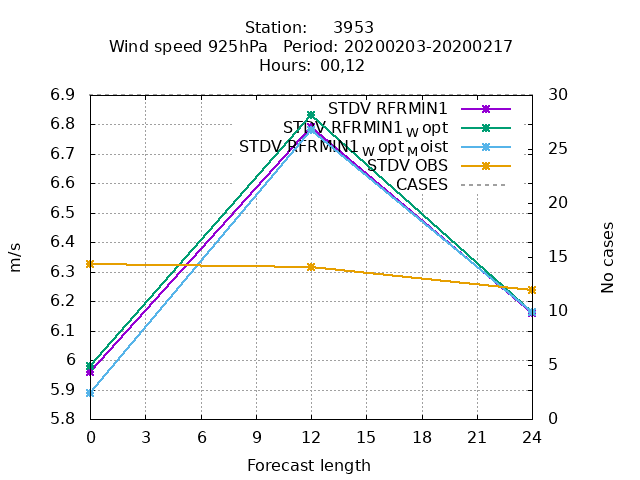 Station: 3953
Wind speed 925hPa Period: 20200203-20200217
Hours: 00,12
6.9
6.8
6.7
6.6
6.5
6.4
6.3
6.2
6.1
6
5.9
5.8
m/s
STDV RFRMIN1
STDV RFRMIN1W opt
STDV RFRMIN1W opt Moist
STDV OBS
CASES
30
25
20
15
10
5
0
No cases
0 3 6 9 12 15 18 21 24
Forecast length